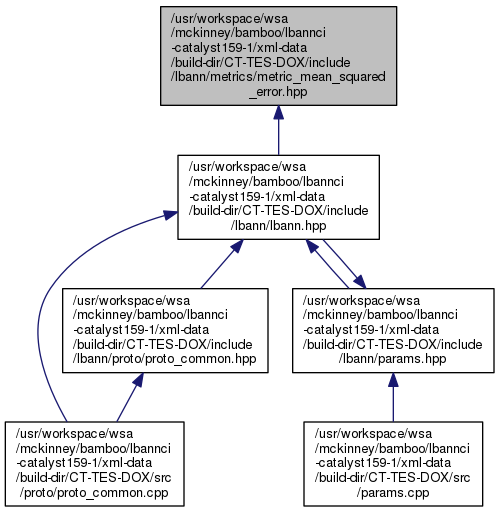 /usr/workspace/wsa
/mckinney/bamboo/lbannci
-catalyst159-1/xml-data
/build-dir/CT-TES-DOX/include
/lbann/metrics/metric_mean_squared
_error.hpp
/usr/workspace/wsa
/mckinney/bamboo/lbannci
-catalyst159-1/xml-data
/build-dir/CT-TES-DOX/include
/lbann/lbann.hpp
/usr/workspace/wsa
/mckinney/bamboo/lbannci
-catalyst159-1/xml-data
/build-dir/CT-TES-DOX/include
/lbann/proto/proto_common.hpp
/usr/workspace/wsa
/mckinney/bamboo/lbannci
-catalyst159-1/xml-data
/build-dir/CT-TES-DOX/include
/lbann/params.hpp
/usr/workspace/wsa
/mckinney/bamboo/lbannci
-catalyst159-1/xml-data
/build-dir/CT-TES-DOX/src
/proto/proto_common.cpp
/usr/workspace/wsa
/mckinney/bamboo/lbannci
-catalyst159-1/xml-data
/build-dir/CT-TES-DOX/src
/params.cpp